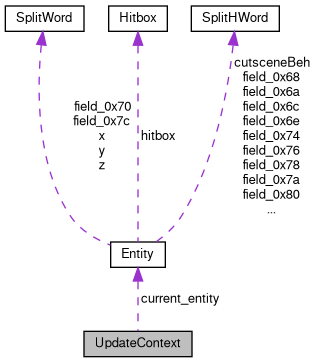 SplitWord
Hitbox
SplitHWord
field_0x70
field_0x7c
x
y
z
hitbox
cutsceneBeh
field_0x68
field_0x6a
field_0x6c
field_0x6e
field_0x74
field_0x76
field_0x78
field_0x7a
field_0x80
...
Entity
current_entity
UpdateContext